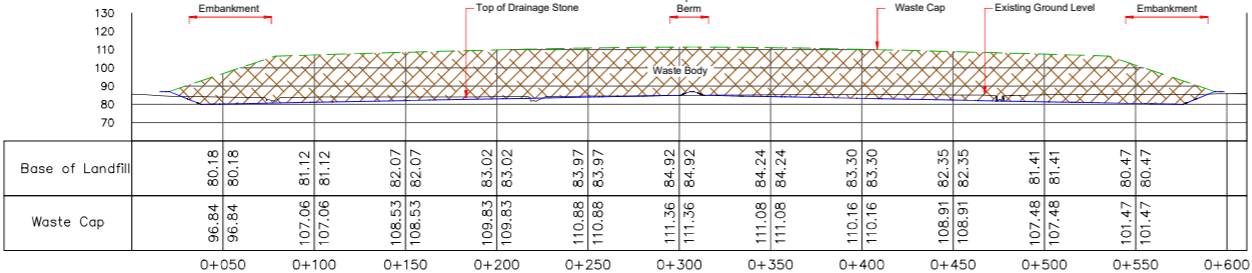 Embankment
Top of Drainage Stone
Berm
Waste Cap
Existing Ground Level
Embankment
130
120
110
100
90
80
70
Waste Body
Base of Landfill 80.18 80.18 81.12 81.12 82.07 82.07 83.02 83.02 83.97 83.97 84.92 84.92 84.24 84.24 83.30 83.30 82.35 82.35 81.41 81.41 80.47 80.47
Waste Cap 96.84 96.84 107.06 107.06 108.53 108.53 109.83 109.83 110.88 110.88 111.36 111.36 111.08 111.08 110.16 110.16 108.91 108.91 107.48 107.48 101.47 101.47
0+050 0+100 0+150 0+200 0+250 0+300 0+350 0+400 0+450 0+500 0+550 0+600